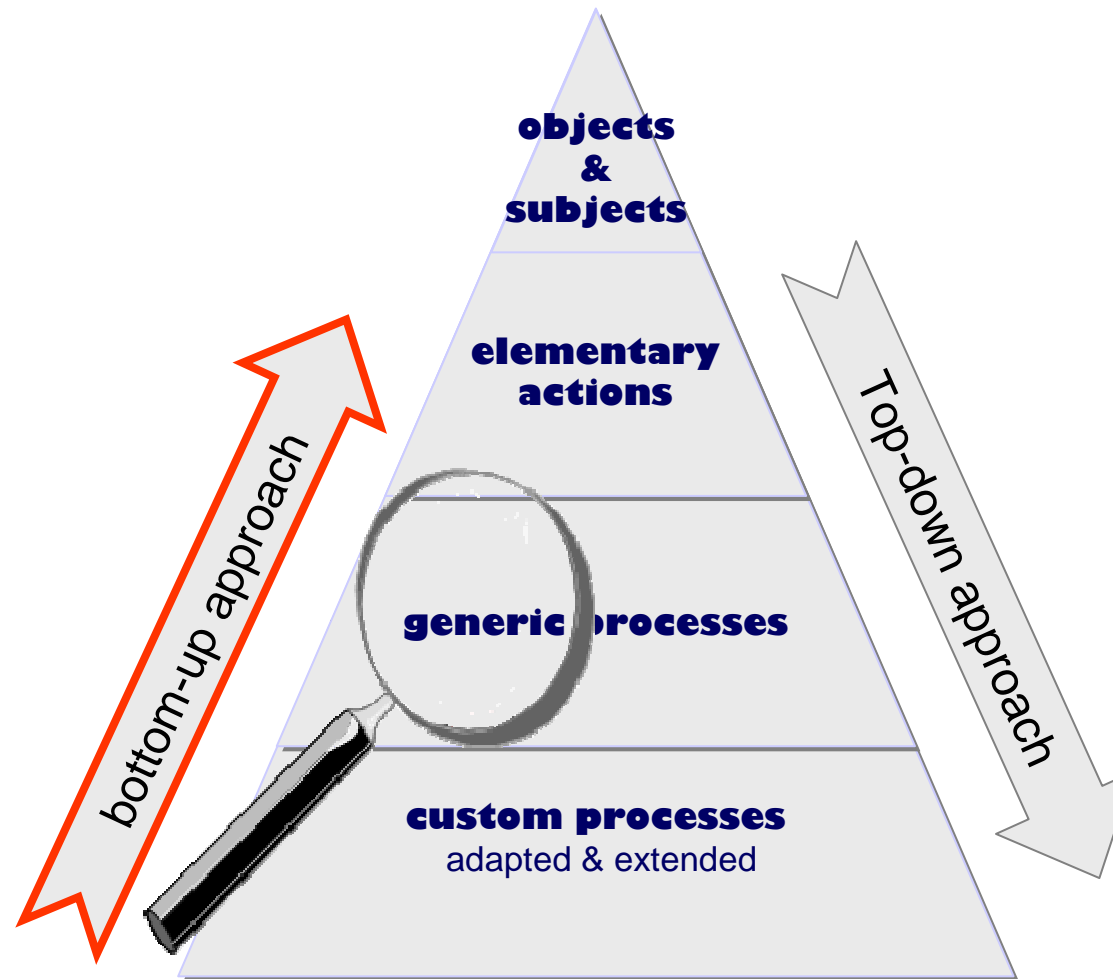 objects
&
subjects
elementary
actions
bottom-up approach
Top-down approach
generic processes
custom processes
adapted & extended